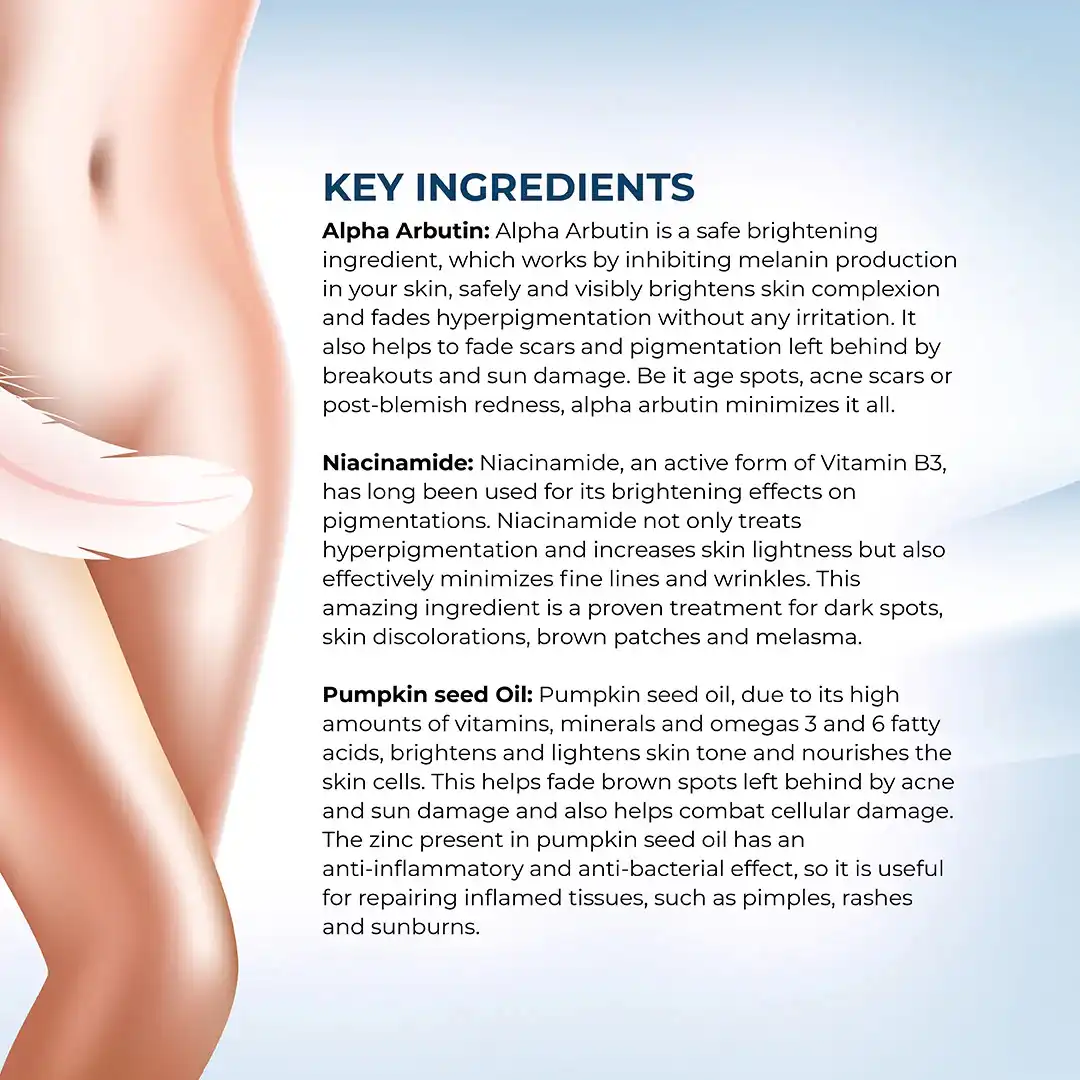 KEY INGREDIENTS
Alpha Arbutin: Alpha Arbutin is a safe brightening
ingredient, which works by inhibiting melanin production
in your skin, safely and visibly brightens skin complexion
and fades hyperpigmentation without any irritation. It
also helps to fade scars and pigmentation left behind by
breakouts and sun damage. Be it age spots, acne scars or
post-blemish redness, alpha arbutin minimizes it all.
Niacinamide: Niacinamide, an active form of Vitamin B3,
has long been used for its brightening effects on
pigmentations. Niacinamide not only treats
hyperpigmentation and increases skin lightness but also
effectively minimizes fine lines and wrinkles. This
amazing ingredient is a proven treatment for dark spots,
skin discolorations, brown patches and melasma.
Pumpkin seed Oil: Pumpkin seed oil, due to its high
amounts of vitamins, minerals and omegas 3 and 6 fatty
acids, brightens and lightens skin tone and nourishes the
skin cells. This helps fade brown spots left behind by acne
and sun damage and also helps combat cellular damage.
The zinc present in pumpkin seed oil has an
anti-inflammatory and anti-bacterial effect, so it is useful
for repairing inflamed tissues, such as pimples, rashes
and sunburns.